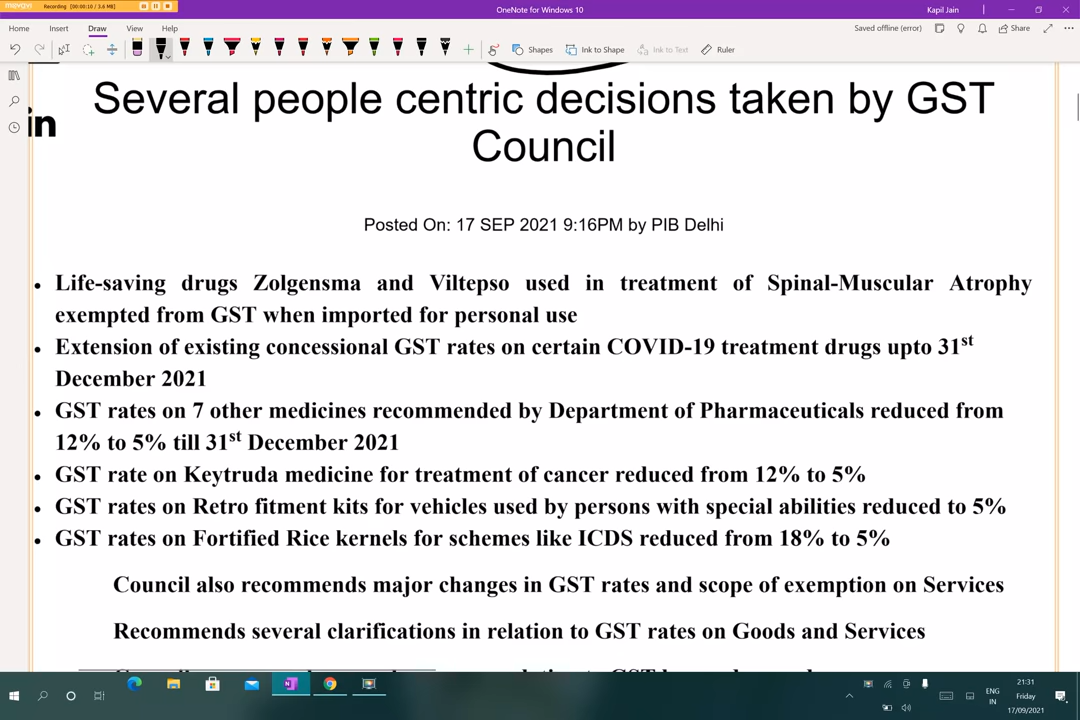 movavi Recording [00:00:10 / 3.6 MB]
OneNote for Windows 10
Kapil Jain
Home Insert Draw View Help
Saved offline (error) Share
Shapes Ink to Shape Ink to Text Ruler
in
Several people centric decisions taken by GST
Council
Posted On: 17 SEP 2021 9:16PM by PIB Delhi
• Life-saving drugs Zolgensma and Viltepso used in treatment of Spinal-Muscular Atrophy
exempted from GST when imported for personal use
• Extension of existing concessional GST rates on certain COVID-19 treatment drugs upto 31st
December 2021
• GST rates on 7 other medicines recommended by Department of Pharmaceuticals reduced from
12% to 5% till 31st December 2021
• GST rate on Keytruda medicine for treatment of cancer reduced from 12% to 5%
• GST rates on Retro fitment kits for vehicles used by persons with special abilities reduced to 5%
• GST rates on Fortified Rice kernels for schemes like ICDS reduced from 18% to 5%
Council also recommends major changes in GST rates and scope of exemption on Services
Recommends several clarifications in relation to GST rates on Goods and Services
ENG
IN
21:31
Friday
17/09/2021